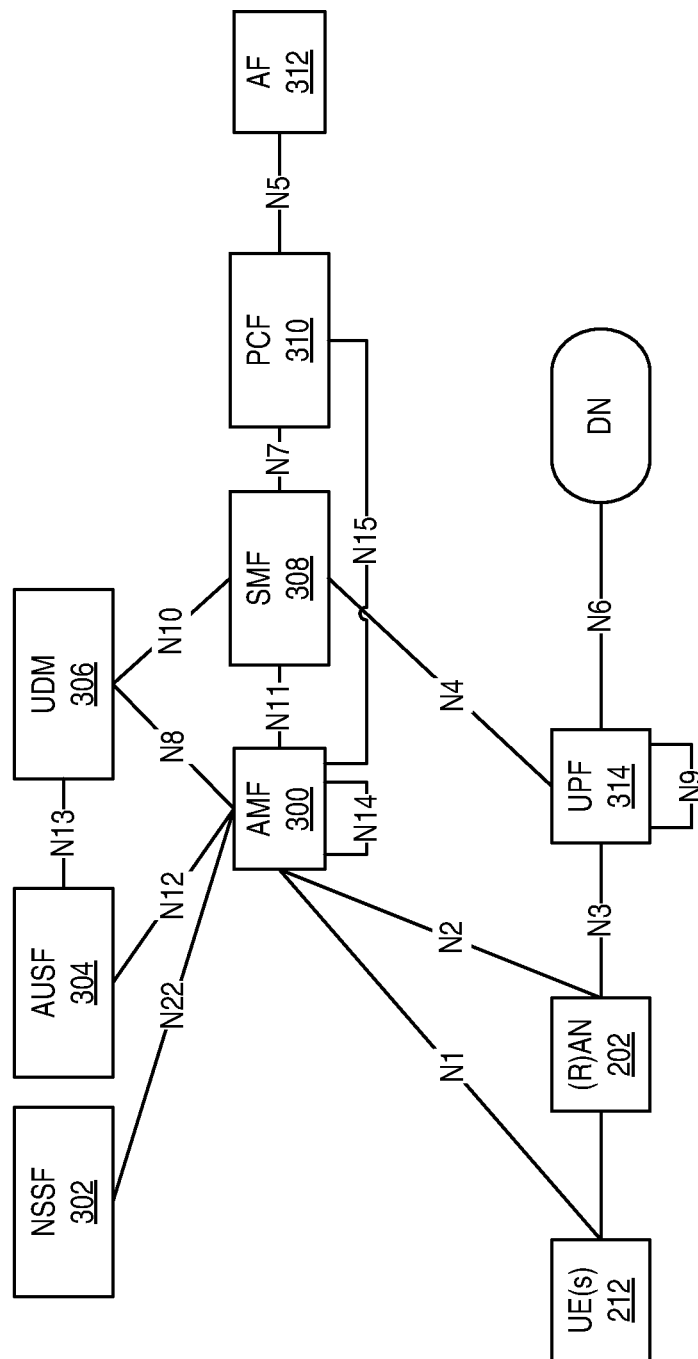 NSSF
302
AUSF
304
N13
UDM
306
N22
N12
N8
N10
AMF
300
N11
SMF
308
N7
PCF
310
N5
AF
312
N14
N15
N1
N2
N4
UE(s)
212
(R)AN
202
N3
UPF
314
N6
DN
N9